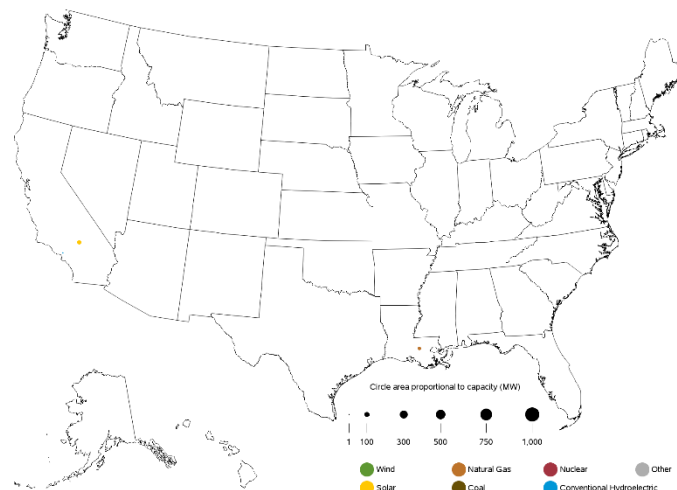 Circle area proportional to capacity (MW)
1 100 300 500 750 1,000
Wind Natural Gas Nuclear Other
Solar Coal Conventional Hydroelectric